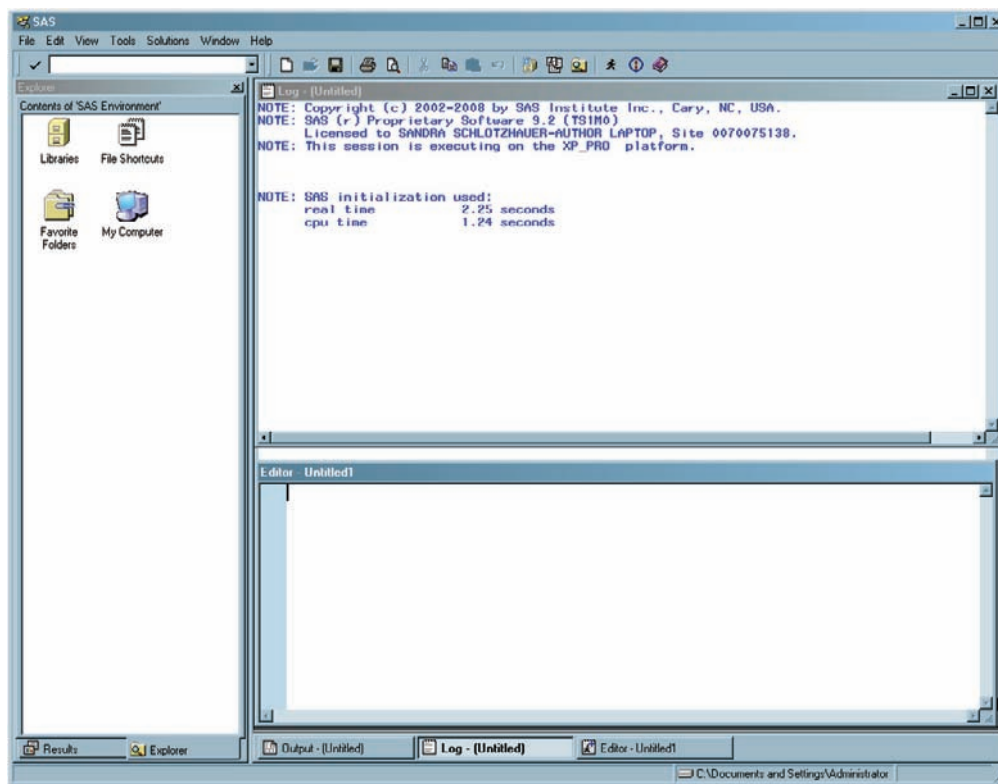 SAS
File Edit View Tools Solutions Window Help
Explorer
Contents of 'SAS Environment'
Libraries
File Shortcuts
Favorite
Folders
My Computer
Log - (Untitled)
NOTE: Copyright (c) 2002-2008 by SAS Institute Inc., Cary, NC, USA.
NOTE: SAS (r) Proprietary Software 9.2 (TS1M0)
Licensed to SANDRA SCHLOTZHAUER-AUTHOR LAPTOP, Site 0070075138.
NOTE: This session is executing on the XP_PRO platform.
NOTE: SAS initialization used:
real time 2.25 seconds
cpu time 1.24 seconds
Editor - Untitled1
Results
Explorer
Output - (Untitled)
Log - (Untitled)
Editor - Untitled1
C:\Documents and Settings\Administrator